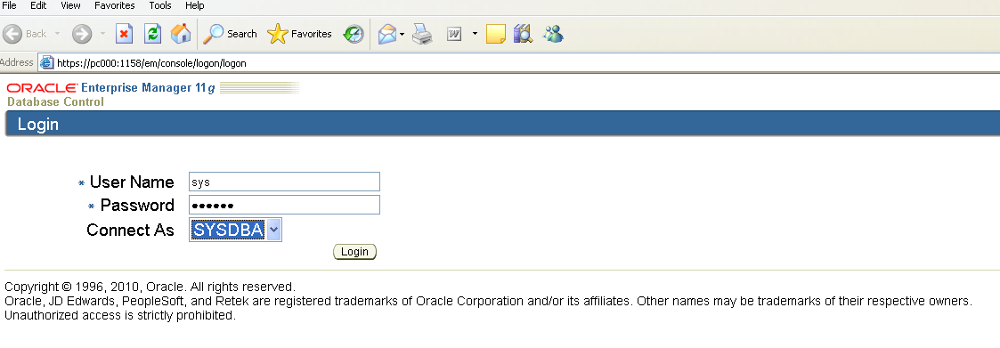 File Edit View Favorites Tools Help
Back Search Favorites
Address https://pc000:1158/em/console/logon/logon
ORACLE Enterprise Manager 11g
Database Control
Login
* User Name sys
* Password ••••••
Connect As SYSDBA
Login
Copyright © 1996, 2010, Oracle. All rights reserved.
Oracle, JD Edwards, PeopleSoft, and Retek are registered trademarks of Oracle Corporation and/or its affiliates. Other names may be trademarks of their respective owners.
Unauthorized access is strictly prohibited.